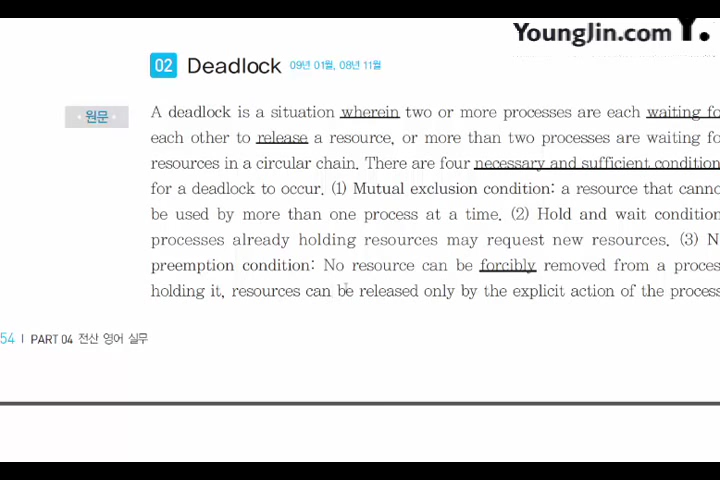 YoungJin.com Y.
02 Deadlock 09년 01월, 08년 11월
원문
A deadlock is a situation wherein two or more processes are each waiting fo
each other to release a resource, or more than two processes are waiting fo
resources in a circular chain. There are four necessary and sufficient condition
for a deadlock to occur. (1) Mutual exclusion condition: a resource that canno
be used by more than one process at a time. (2) Hold and wait condition
processes already holding resources may request new resources. (3) N
preemption condition: No resource can be forcibly removed from a proces
holding it, resources can be released only by the explicit action of the process
54 | PART 04 전산 영어 실무